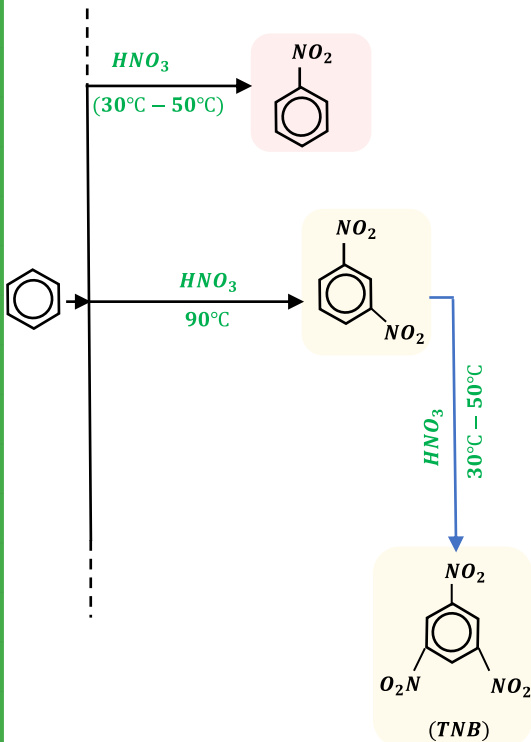 NO₂
HNO₃
(30℃ − 50℃)
NO₂
HNO₃
90℃
NO₂
HNO₃
30℃ − 50℃
NO₂
O₂N
NO₂
(TNB)